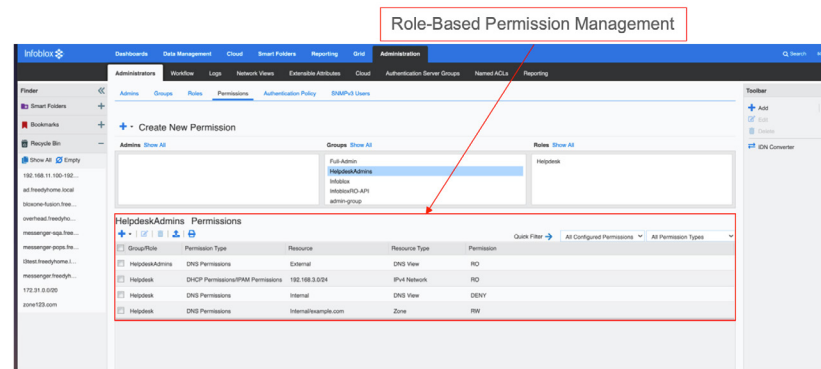 Role-Based Permission Management
Infoblox
Dashboards Data Management Cloud Smart Folders Reporting Grid Administration
Search
Administrators Workflow Logs Network Views Extensible Attributes Cloud Authentication Server Groups Named ACLs Reporting
Finder
Smart Folders
Bookmarks
Recycle Bin
Show All Empty
192.168.11.100-192...
ad.freedyhome.local
bloxone-fusion.free...
overhead.freedyho...
messenger-sqs.free...
messenger-pops.fre...
messenger.freedyh...
172.31.0.0/20
zone123.com
Admins Groups Roles Permissions Authentication Policy SNMPv3 Users
Create New Permission
Admins Show All
Groups Show All
Full-Admin
HelpdeskAdmins
Infoblox
InfobloxRO-API
admin-group
Roles Show All
Helpdesk
HelpdeskAdmins Permissions
Quick Filter All Configured Permissions All Permission Types
Group/Role Permission Type Resource Resource Type Permission
HelpdeskAdmins DNS Permissions External DNS View RO
Helpdesk DHCP Permissions/IPAM Permissions 192.168.3.0/24 IPv4 Network RO
Helpdesk DNS Permissions Internal DNS View DENY
Helpdesk DNS Permissions Internal/example.com Zone RW
Toolbar
Add
Edit
Delete
IDN Converter